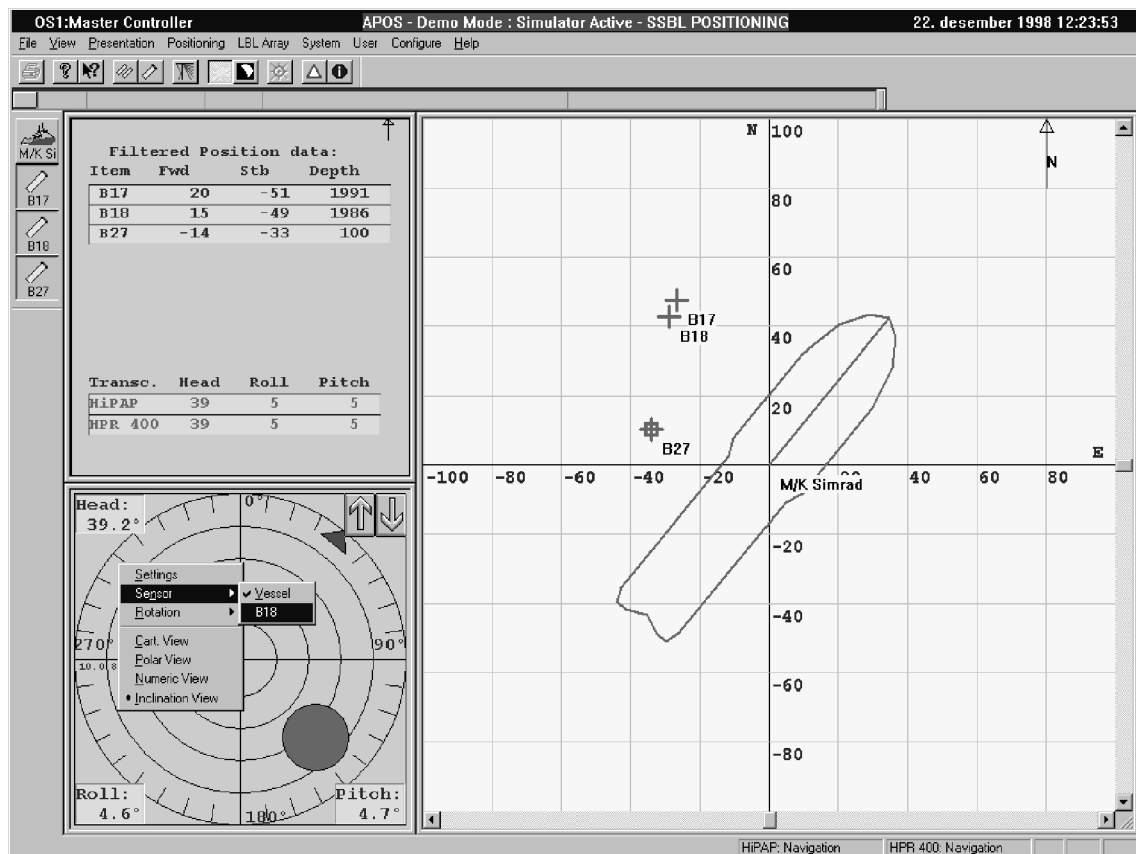 OS1:Master Controller APOS - Demo Mode : Simulator Active - SSBL POSITIONING 22. desember 1998 12:23:53
File View Presentation Positioning LBL Array System User Configure Help
M/K Si
B17
B18
B27
Filtered Position data:
Item Fwd Stb Depth
B17 20 -51 1991
B18 15 -49 1986
B27 -14 -33 100
Transc. Head Roll Pitch
HiPAP 39 5 5
HPR 400 39 5 5
Head:
39.2°
0°
Settings
Sensor
Rotation
Cart. View
Polar View
Numeric View
Inclination View
Vessel
B18
270°
90°
180°
Roll:
4.6°
Pitch:
4.7°
N 100
N
80
60
40
20
B17
B18
B27
E
-100 -80 -60 -40 -20 20 40 60 80
M/K Simrad
-20
-40
-60
-80
HiPAP: Navigation HPR 400: Navigation